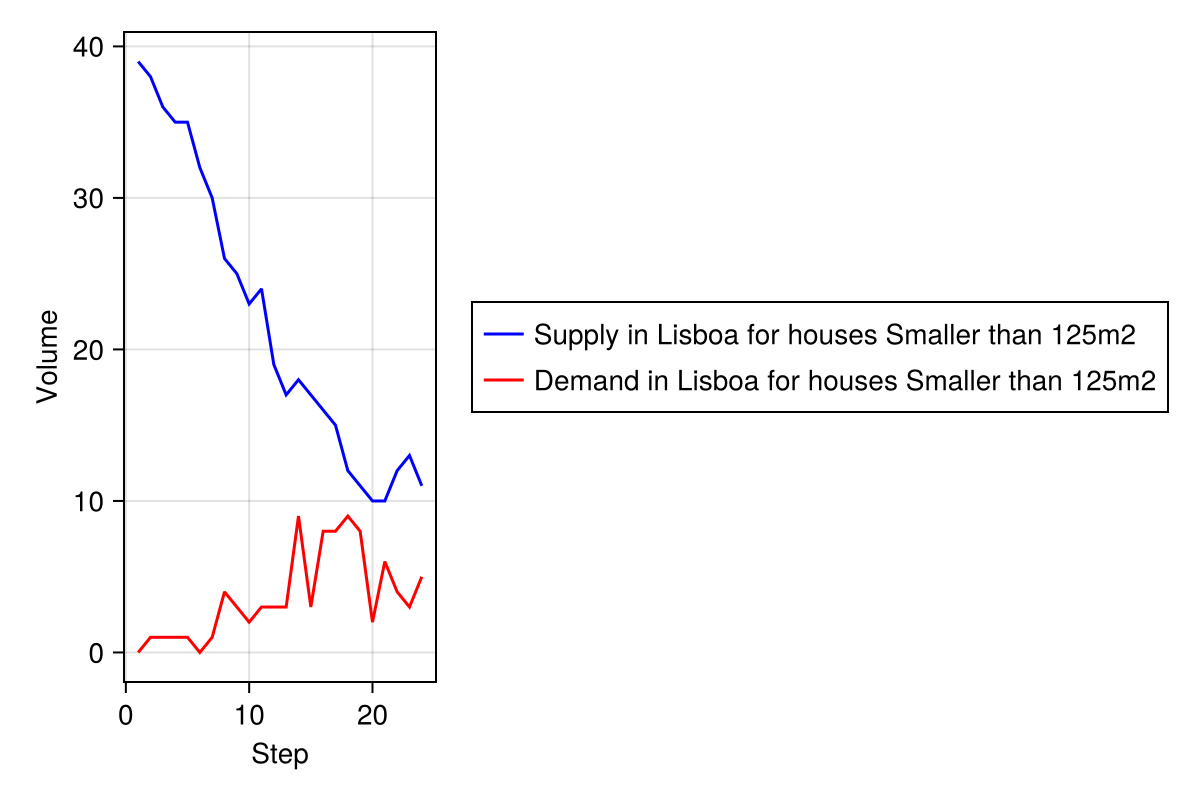 40
30
20
10
0
Volume
0 10 20
Step
Supply in Lisboa for houses Smaller than 125m2
Demand in Lisboa for houses Smaller than 125m2